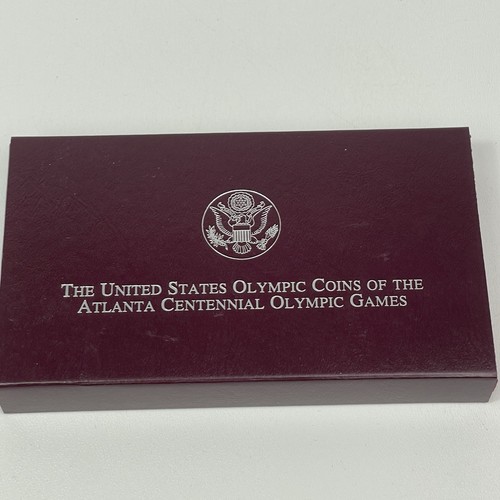 THE UNITED STATES OLYMPIC COINS OF THE
ATLANTA CENTENNIAL OLYMPIC GAMES